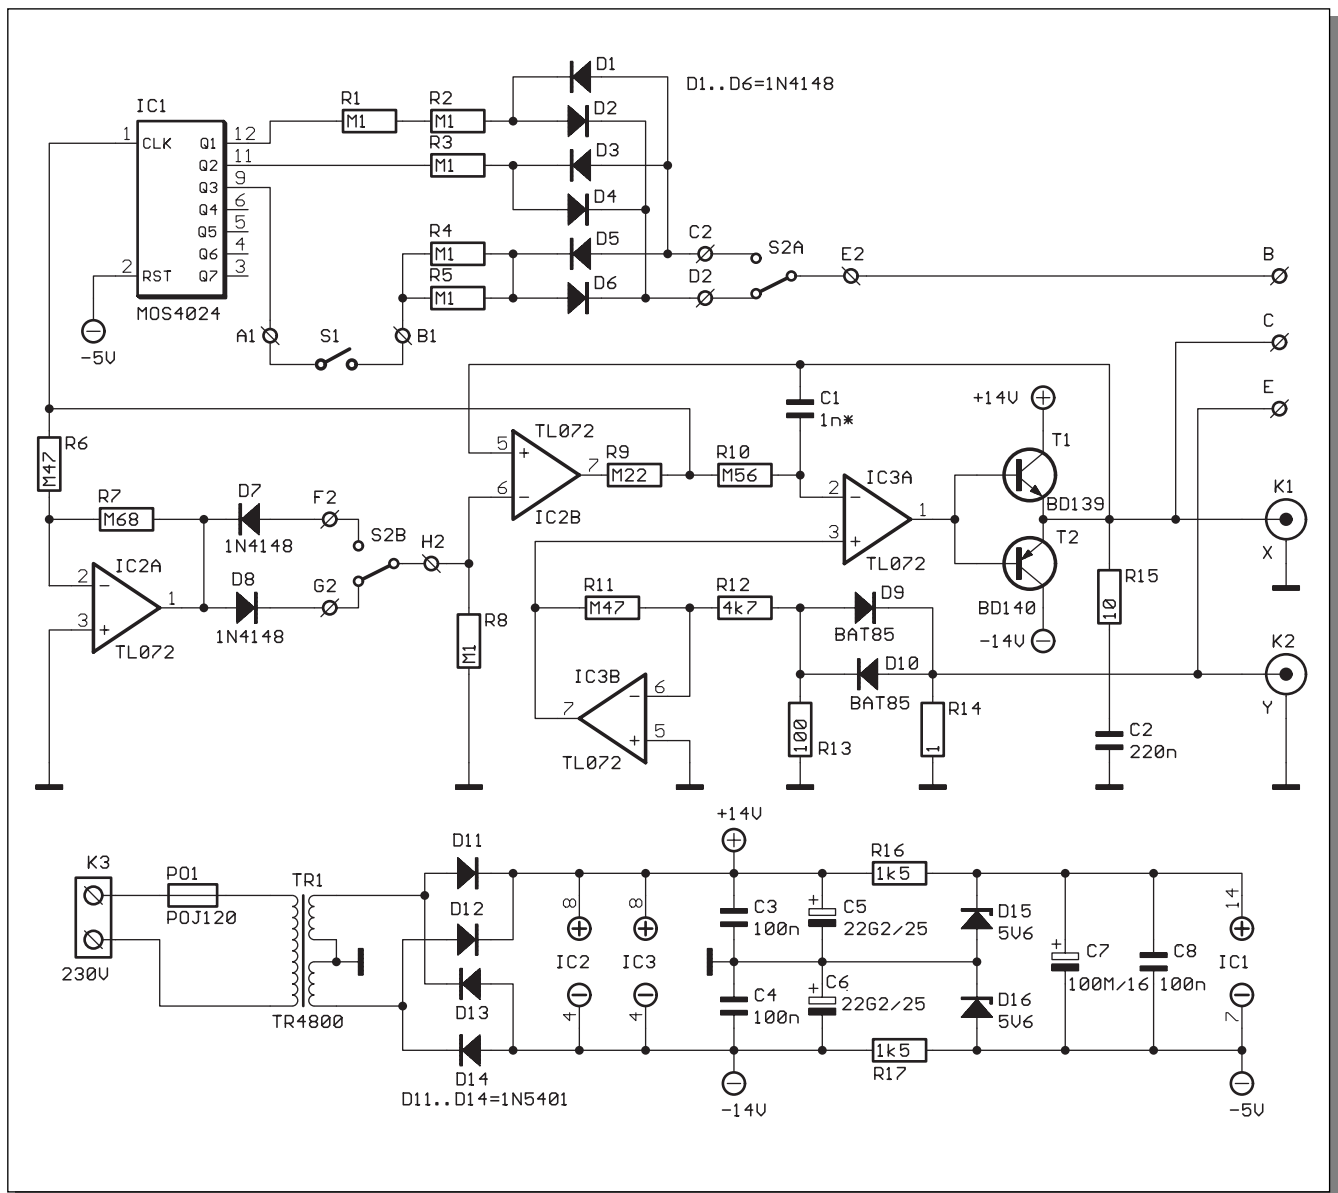 D1
D1..D6=1N4148
IC1
R1
R2
D2
M1
M1
1
CLK
Q1
12
R3
D3
Q2
11
M1
Q3
9
D4
Q4
6
Q5
5
R4
D5
C2
S2A
E2
B
Q6
4
M1
2
RST
Q7
3
R5
D6
D2
M1
MOS4024
C
-5V
A1
S1
B1
+14V
E
C1
1n*
TL072
T1
R6
M47
5
+
R9
R10
7
M22
M56
IC3A
6
-
2
-
K1
R7
D7
F2
IC2B
BD139
M68
1
S2B
X
1N4148
H2
3
+
T2
IC2A
TL072
2
-
D8
G2
R11
R12
D9
R15
1
M47
4k7
BD140
10
3
+
R8
BAT85
1N4148
-14V
K2
TL072
M1
IC3B
D10
6
-
BAT85
Y
7
R14
100
1
C2
5
+
R13
220n
TL072
+14V
D11
R16
K3
PO1
TR1
1k5
POJ120
D12
8
8
C3
+
C5
D15
14
100n
22G2/25
5V6
+
C7
C8
230V
IC2
IC3
IC1
C6
100M/16
100n
C4
+
D16
TR4800
D13
4
4
100n
22G2/25
5V6
7
1k5
D14
R17
D11..D14=1N5401
-14V
-5V